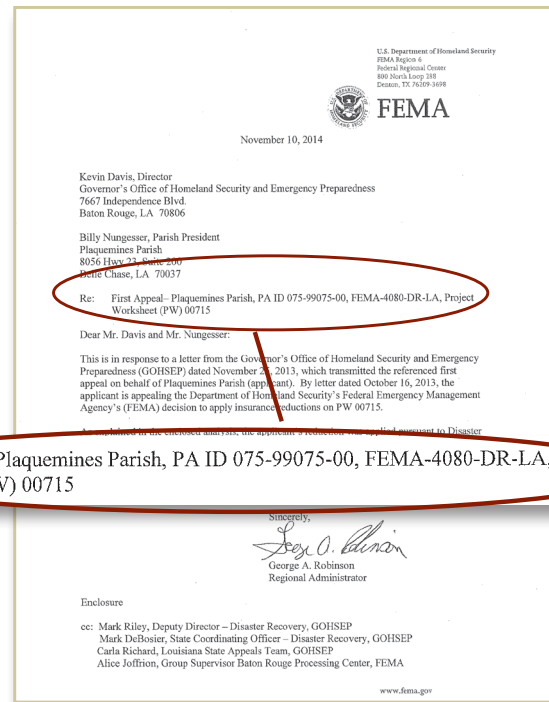 U.S. Department of Homeland Security
FEMA Region 6
Federal Regional Center
800 North Loop 288
Denton, TX 76209-3698
FEMA
November 10, 2014
Kevin Davis, Director
Governor's Office of Homeland Security and Emergency Preparedness
7667 Independence Blvd.
Baton Rouge, LA 70806
Billy Nungesser, Parish President
Plaquemines Parish
8056 Hwy 23, Suite 200
Belle Chase, LA 70037
Re: First Appeal– Plaquemines Parish, PA ID 075-99075-00, FEMA-4080-DR-LA, Project
Worksheet (PW) 00715
Dear Mr. Davis and Mr. Nungesser:
This is in response to a letter from the Governor's Office of Homeland Security and Emergency
Preparedness (GOHSEP) dated November 2, 2013, which transmitted the referenced first
appeal on behalf of Plaquemines Parish (applicant). By letter dated October 16, 2013, the
applicant is appealing the Department of Homeland Security's Federal Emergency Management
Agency's (FEMA) decision to apply insurance reductions on PW 00715.
As explained in the enclosed analysis, the applicant's reduction was applied pursuant to Disaster
Plaquemines Parish, PA ID 075-99075-00, FEMA-4080-DR-LA,
W) 00715
Sincerely,
George A. Robinson
George A. Robinson
Regional Administrator
Enclosure
cc: Mark Riley, Deputy Director – Disaster Recovery, GOHSEP
Mark DeBosier, State Coordinating Officer – Disaster Recovery, GOHSEP
Carla Richard, Louisiana State Appeals Team, GOHSEP
Alice Joffrion, Group Supervisor Baton Rouge Processing Center, FEMA
www.fema.gov